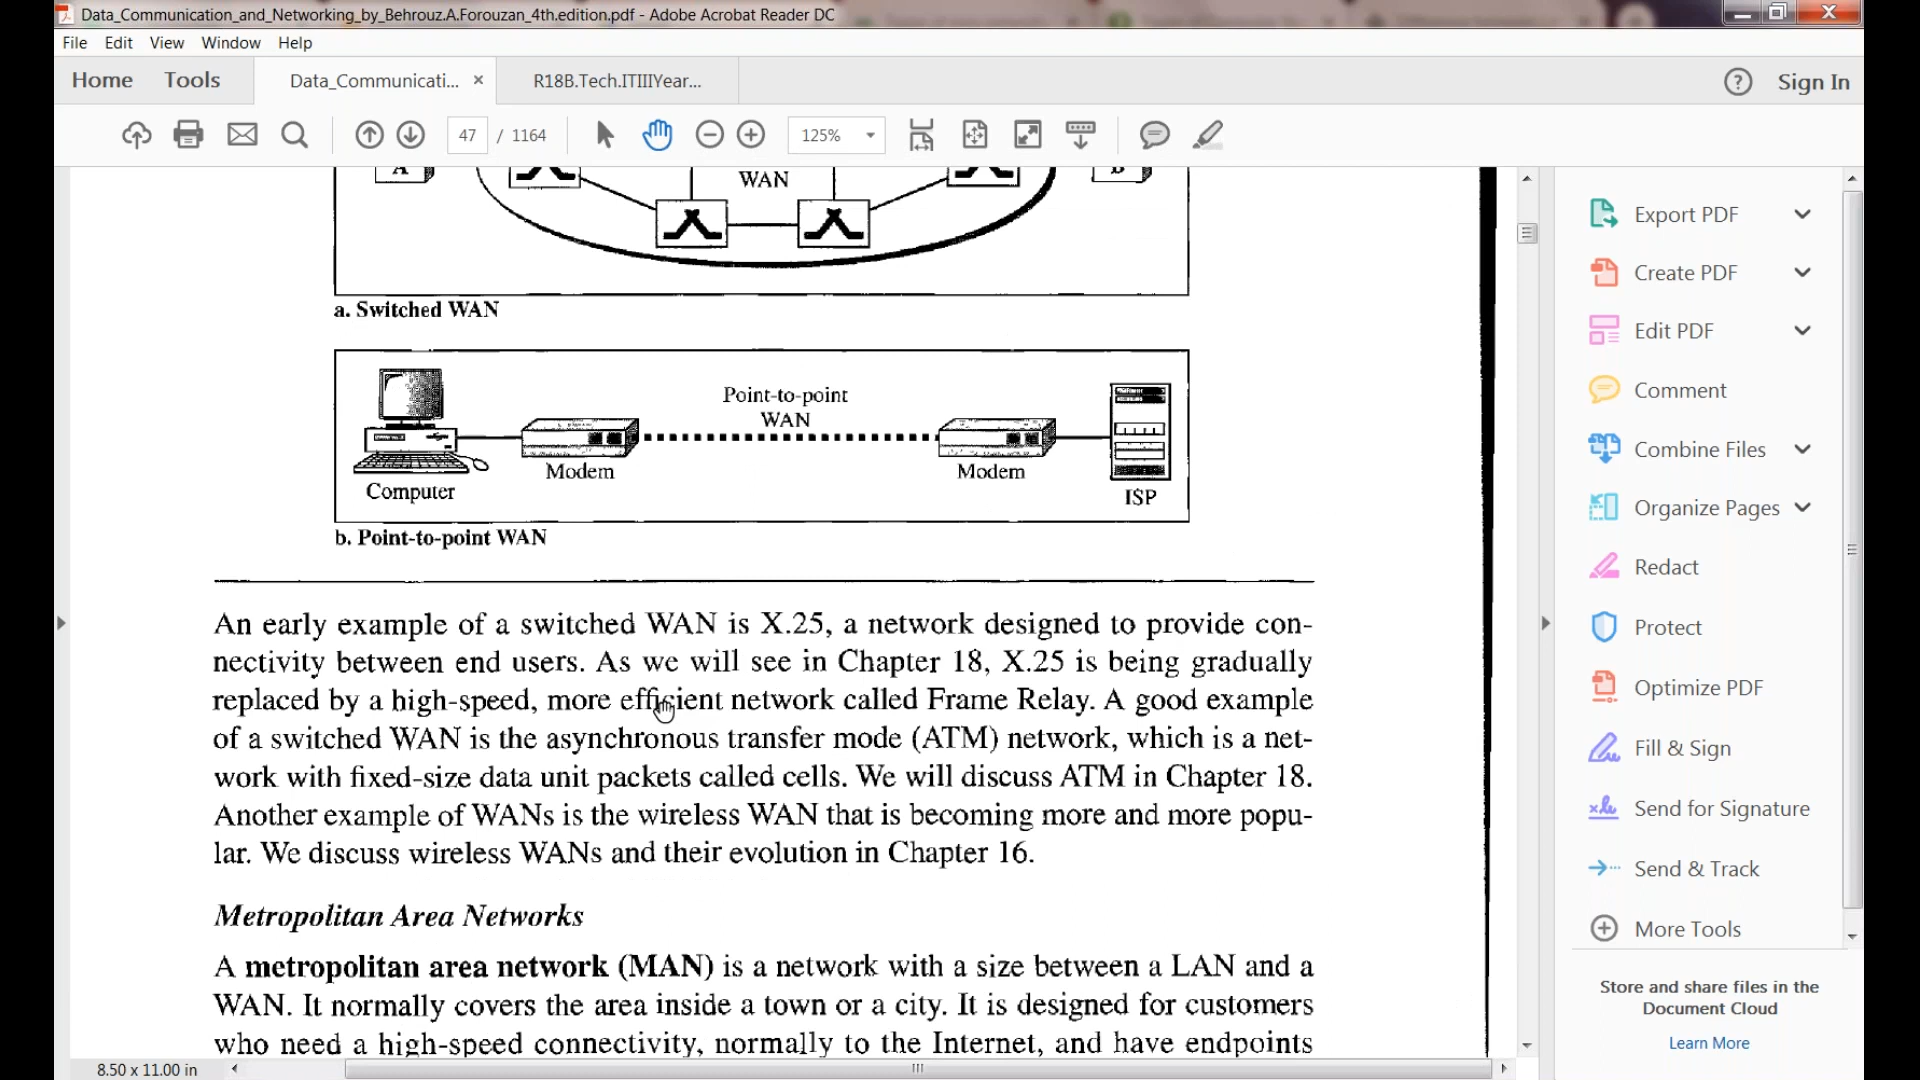 Data_Communication_and_Networking_by_Behrouz.A.Forouzan_4th.edition.pdf - Adobe Acrobat Reader DC
File Edit View Window Help
Home Tools Data_Communicati... × R18B.Tech.ITIIIYear... Sign In
47 / 1164 125%
A WAN B
a. Switched WAN
Point-to-point
WAN
Modem Modem
Computer ISP
b. Point-to-point WAN
An early example of a switched WAN is X.25, a network designed to provide con-
nectivity between end users. As we will see in Chapter 18, X.25 is being gradually
replaced by a high-speed, more efficient network called Frame Relay. A good example
of a switched WAN is the asynchronous transfer mode (ATM) network, which is a net-
work with fixed-size data unit packets called cells. We will discuss ATM in Chapter 18.
Another example of WANs is the wireless WAN that is becoming more and more popu-
lar. We discuss wireless WANs and their evolution in Chapter 16.
Metropolitan Area Networks
A metropolitan area network (MAN) is a network with a size between a LAN and a
WAN. It normally covers the area inside a town or a city. It is designed for customers
who need a high-speed connectivity, normally to the Internet, and have endpoints
8.50 x 11.00 in
Export PDF
Create PDF
Edit PDF
Comment
Combine Files
Organize Pages
Redact
Protect
Optimize PDF
Fill & Sign
Send for Signature
Send & Track
More Tools
Store and share files in the
Document Cloud
Learn More